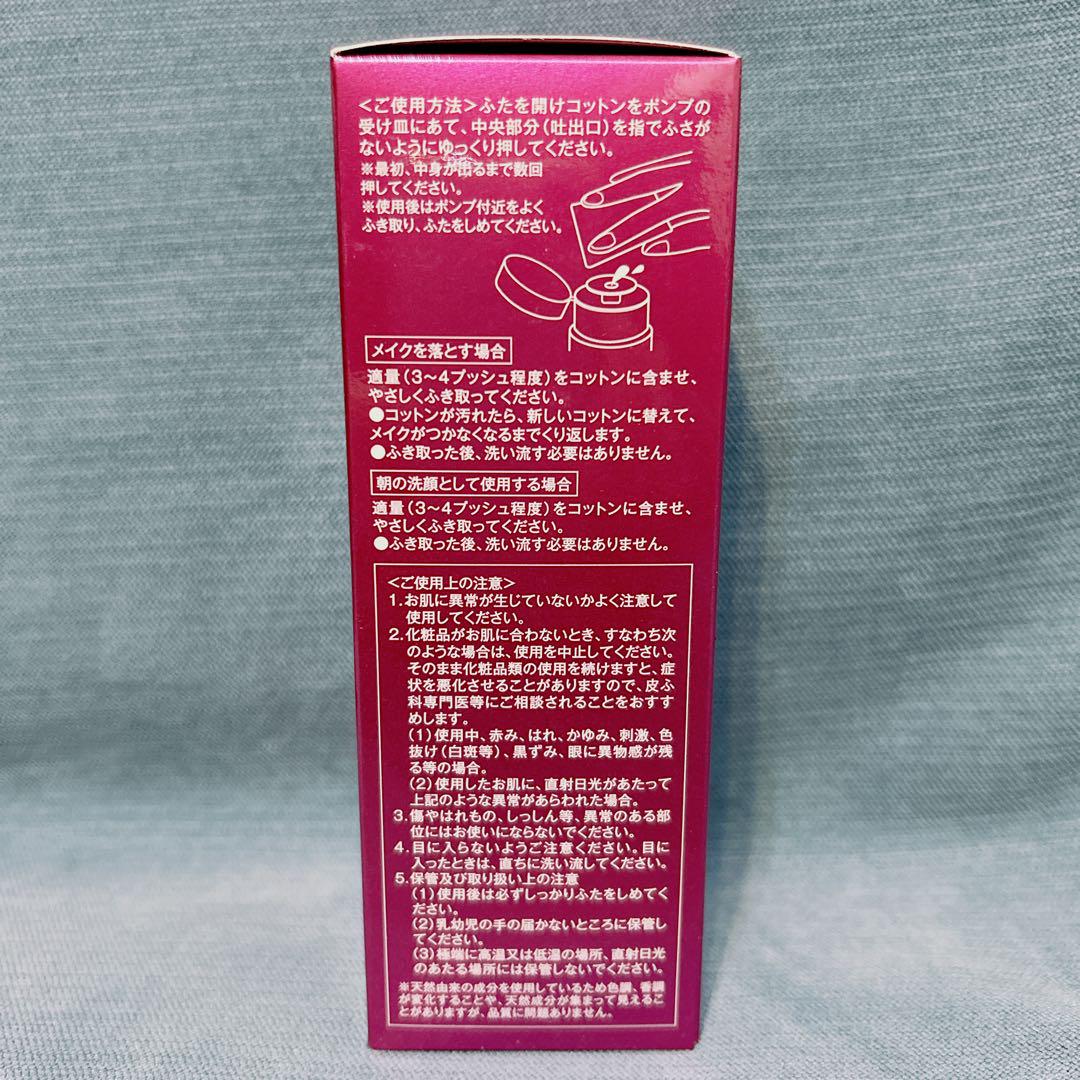 <ご使用方法>ふたを開けコットンをポンプの
受け皿にあて、中央部分(吐出口)を指でふさが
ないようにゆっくり押してください。
※最初、中身が出るまで数回
押してください。
※使用後はポンプ付近をよく
ふき取り、ふたをしめてください。
メイクを落とす場合
適量(3〜4プッシュ程度)をコットンに含ませ、
やさしくふき取ってください。
●コットンが汚れたら、新しいコットンに替えて、
メイクがつかなくなるまでくり返します。
●ふき取った後、洗い流す必要はありません。
朝の洗顔として使用する場合
適量(3〜4プッシュ程度)をコットンに含ませ、
やさしくふき取ってください。
●ふき取った後、洗い流す必要はありません。
<ご使用上の注意>
1.お肌に異常が生じていないかよく注意して
使用してください。
2.化粧品がお肌に合わないとき、すなわち次
のような場合は、使用を中止してください。
そのまま化粧品類の使用を続けますと、症
状を悪化させることがありますので、皮ふ
科専門医等にご相談されることをおすす
めします。
(1)使用中、赤み、はれ、かゆみ、刺激、色
抜け(白斑等)、黒ずみ、眼に異物感が残
る等の場合。
(2)使用したお肌に、直射日光があたって
上記のような異常があらわれた場合。
3.傷やはれもの、しっしん等、異常のある部
位にはお使いにならないでください。
4.目に入らないようご注意ください。目に
入ったときは、直ちに洗い流してください。
5.保管及び取り扱い上の注意
(1)使用後は必ずしっかりふたをしめてく
ださい。
(2)乳幼児の手の届かないところに保管し
てください。
(3)極端に高温又は低温の場所、直射日光
のあたる場所には保管しないでください。
※天然由来の成分を使用しているため色調、香調
が変化することや、天然成分が集まって見えるこ
とがありますが、品質に問題ありません。